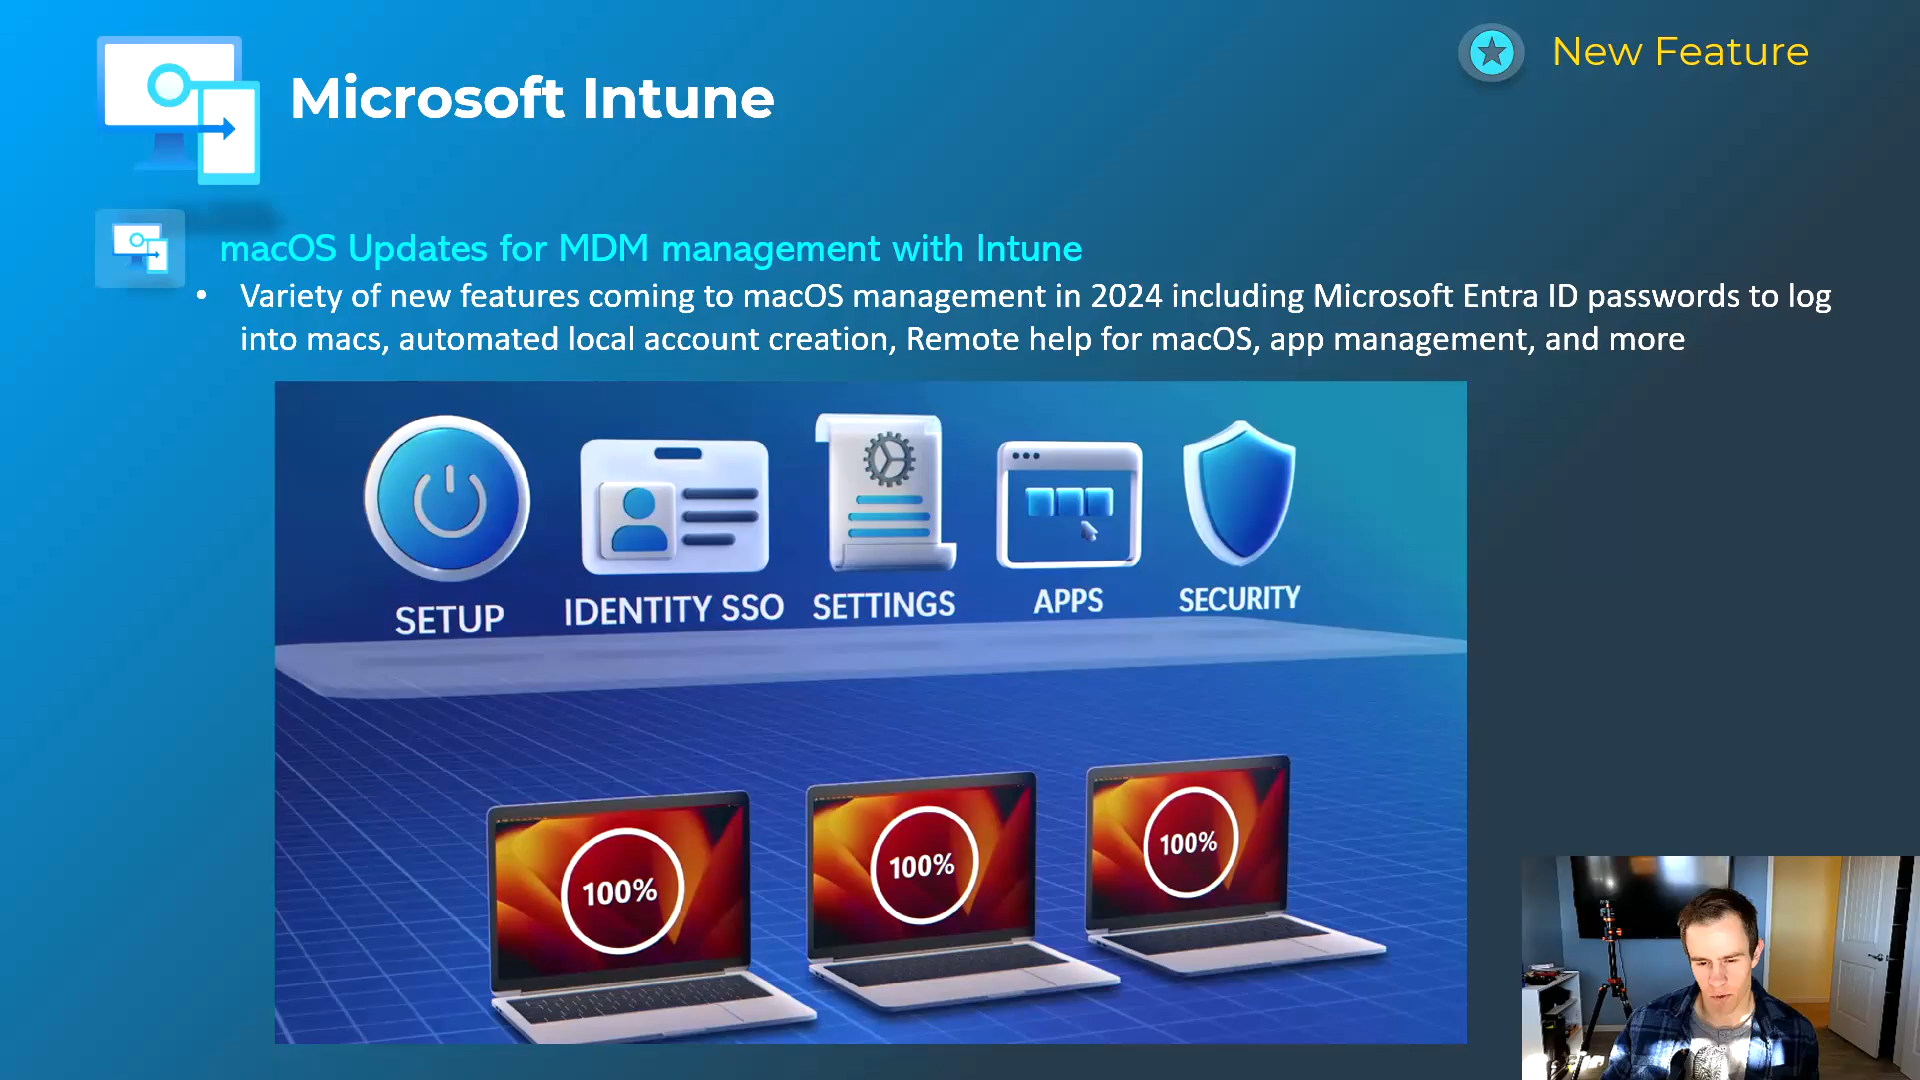 New Feature
Microsoft Intune
macOS Updates for MDM management with Intune
• Variety of new features coming to macOS management in 2024 including Microsoft Entra ID passwords to log
into macs, automated local account creation, Remote help for macOS, app management, and more
SETUP
IDENTITY SSO
SETTINGS
APPS
SECURITY
100%
100%
100%